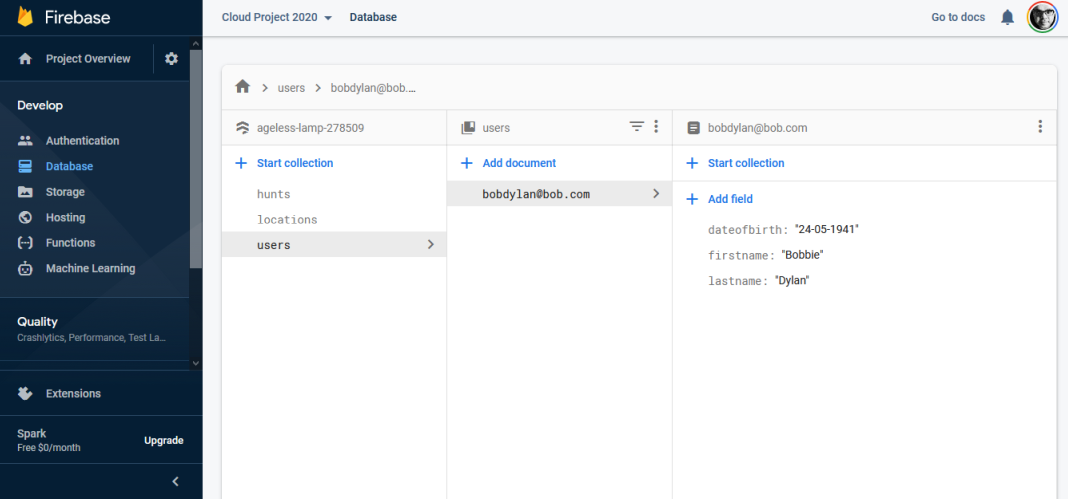 Firebase
Cloud Project 2020
Database
Go to docs
Project Overview
Develop
Authentication
Database
Storage
Hosting
Functions
Machine Learning
Quality
Crashlytics, Performance, Test La...
Extensions
Spark
Free $0/month
Upgrade
users
bobdylan@bob....
ageless-lamp-278509
Start collection
hunts
locations
users
users
Add document
bobdylan@bob.com
bobdylan@bob.com
Start collection
Add field
dateofbirth: "24-05-1941"
firstname: "Bobbie"
lastname: "Dylan"